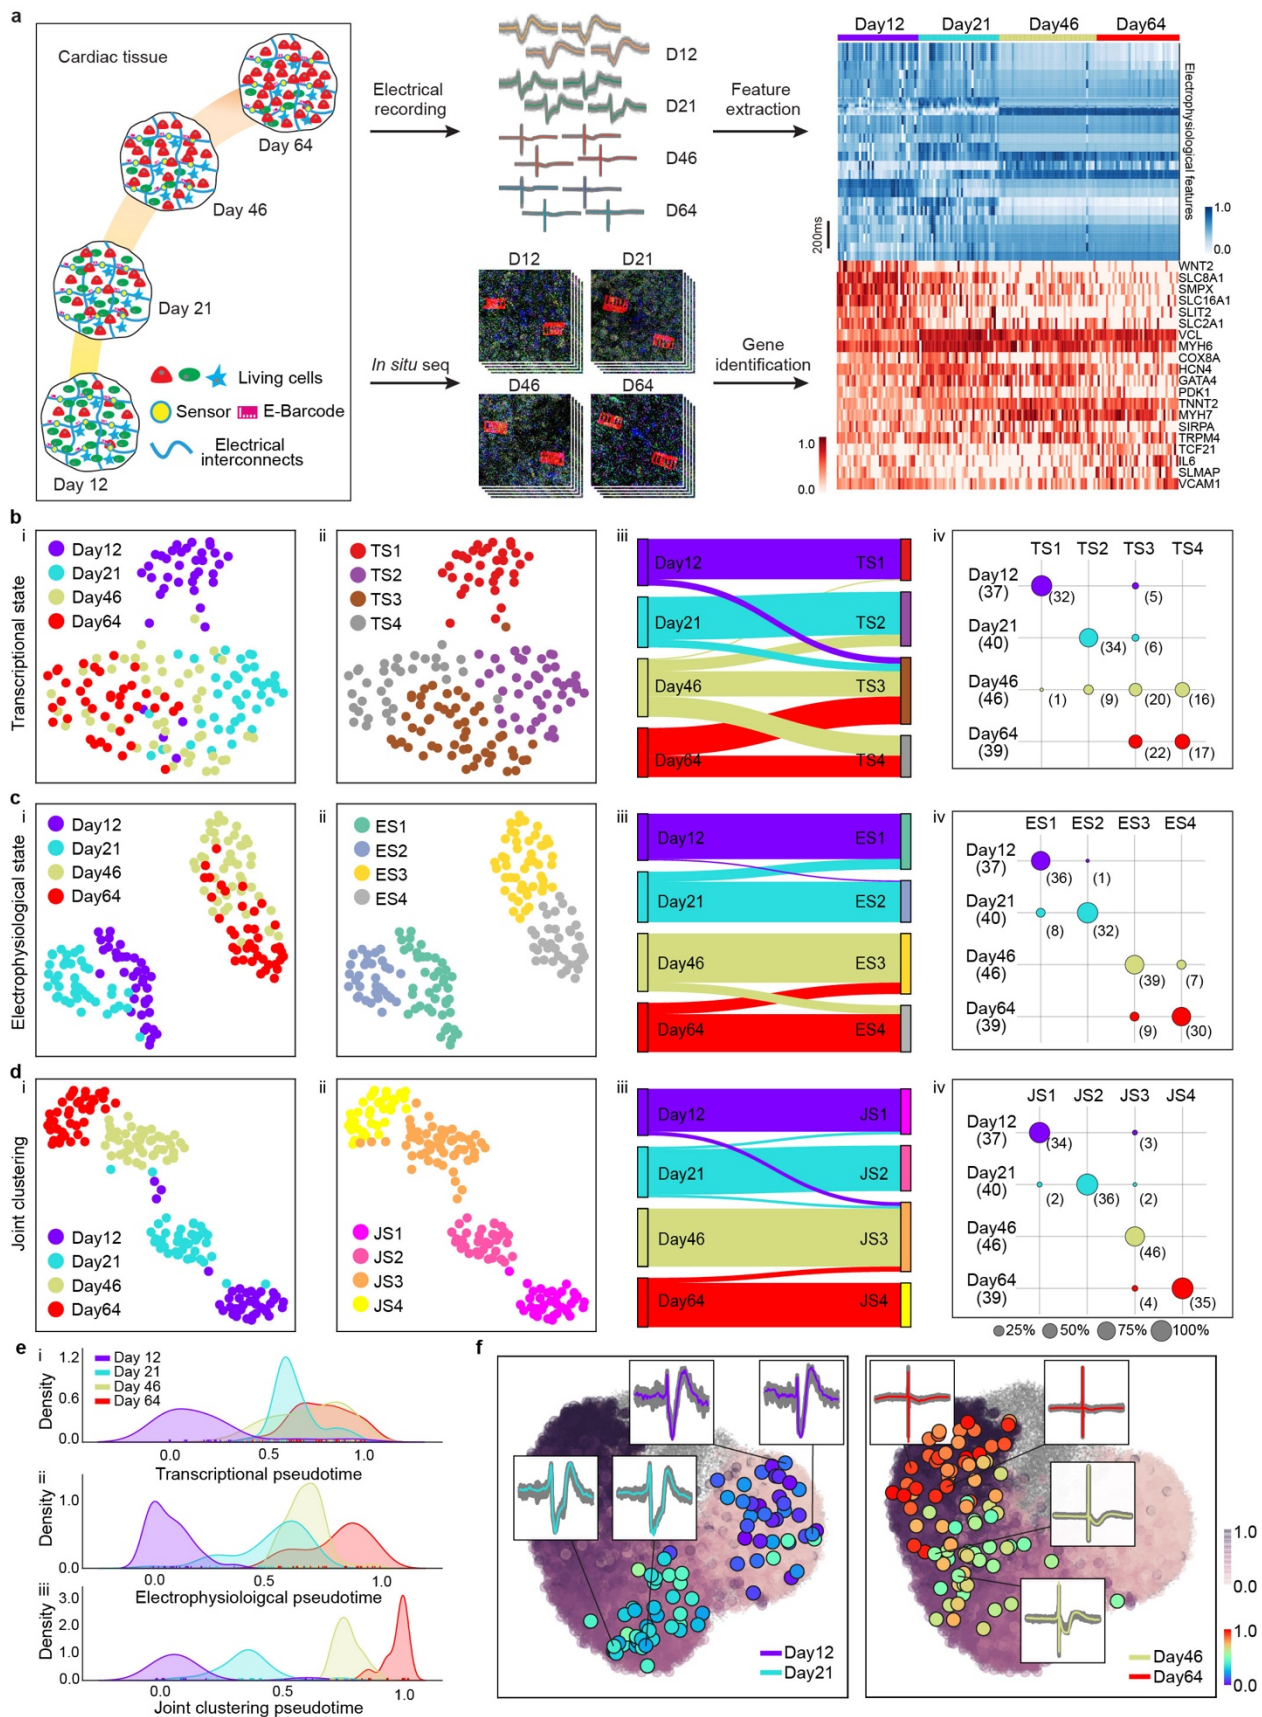 a
Cardiac tissue
Day 64
Day 46
Day 21
Living cells
Sensor
E-Barcode
Electrical
interconnects
Day 12
Electrical
recording
D12
D21
D46
D64
Feature
extraction
In situ seq
D12
D21
D46
D64
Gene
identification
Day12
Day21
Day46
Day64
Electrophysiological features
1.0
0.0
200ms
WNT2
SLC8A1
SMPX
SLC16A1
SLIT2
SLC2A1
VCL
MYH6
COX8A
HCN4
GATA4
PDK1
TNNT2
MYH7
SIRPA
TRPM4
TCF21
IL6
SLMAP
VCAM1
1.0
0.0
b
Transcriptional state
i
Day12
Day21
Day46
Day64
ii
TS1
TS2
TS3
TS4
iii
Day12
Day21
Day46
Day64
TS1
TS2
TS3
TS4
iv
TS1 TS2 TS3 TS4
Day12
(37)
(32)
(5)
Day21
(40)
(34)
(6)
Day46
(46)
(1)
(9)
(20)
(16)
Day64
(39)
(22)
(17)
c
Electrophysiological state
i
Day12
Day21
Day46
Day64
ii
ES1
ES2
ES3
ES4
iii
Day12
Day21
Day46
Day64
ES1
ES2
ES3
ES4
iv
ES1 ES2 ES3 ES4
Day12
(37)
(36)
(1)
Day21
(40)
(8)
(32)
Day46
(46)
(39)
(7)
Day64
(39)
(9)
(30)
d
Joint clustering
i
Day12
Day21
Day46
Day64
ii
JS1
JS2
JS3
JS4
iii
Day12
Day21
Day46
Day64
JS1
JS2
JS3
JS4
iv
JS1 JS2 JS3 JS4
Day12
(37)
(34)
(3)
Day21
(40)
(2)
(36)
(2)
Day46
(46)
(46)
Day64
(39)
(4)
(35)
25% 50% 75% 100%
e
i
Density
1.2
0.6
0.0
Day 12
Day 21
Day 46
Day 64
0.0 0.5 1.0
Transcriptional pseudotime
ii
Density
1.0
0.0
0.0 0.5 1.0
Electrophysioloigcal pseudotime
iii
Density
3.0
2.0
1.0
0.0
0.0 0.5 1.0
Joint clustering pseudotime
f
Day12
Day21
Day46
Day64
1.0
0.0
1.0
0.0